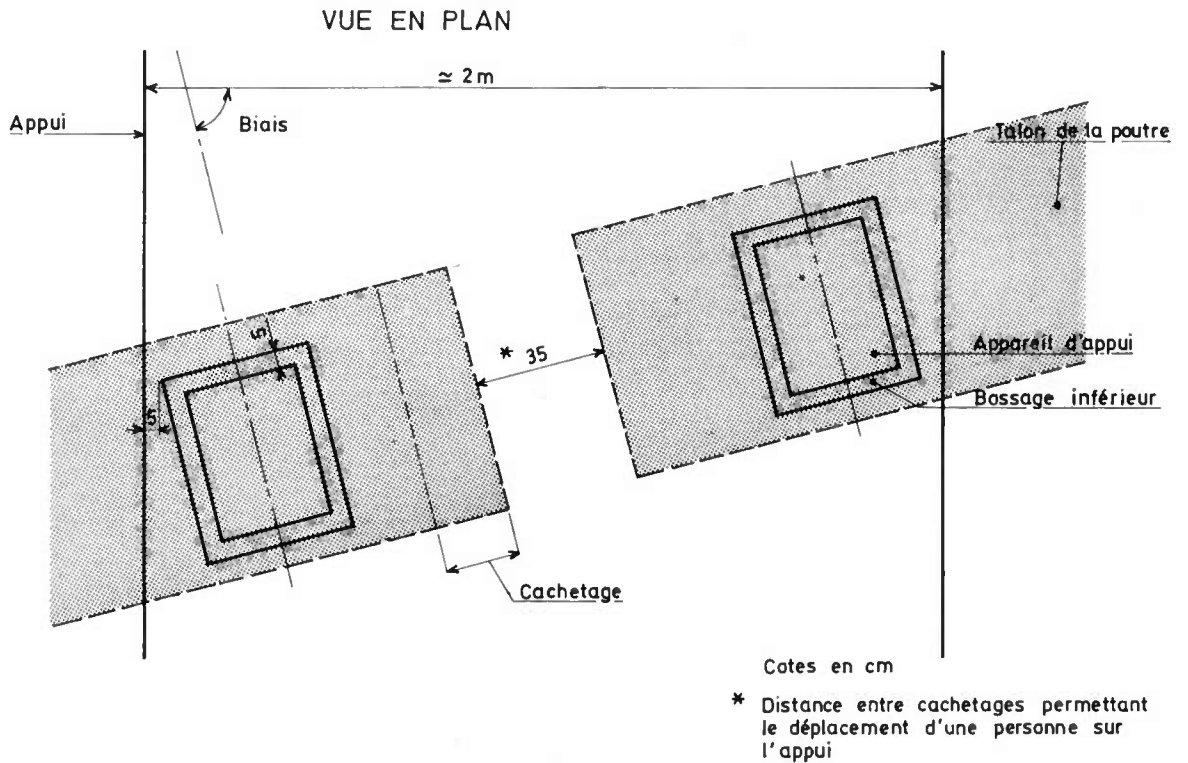 VUE EN PLAN
≃ 2 m
Appui
Biais
Talon de la poutre
5
* 35
Appareil d'appui
5
Bossage inférieur
Cachetage
Cotes en cm
* Distance entre cachetages permettant
le déplacement d'une personne sur
l'appui